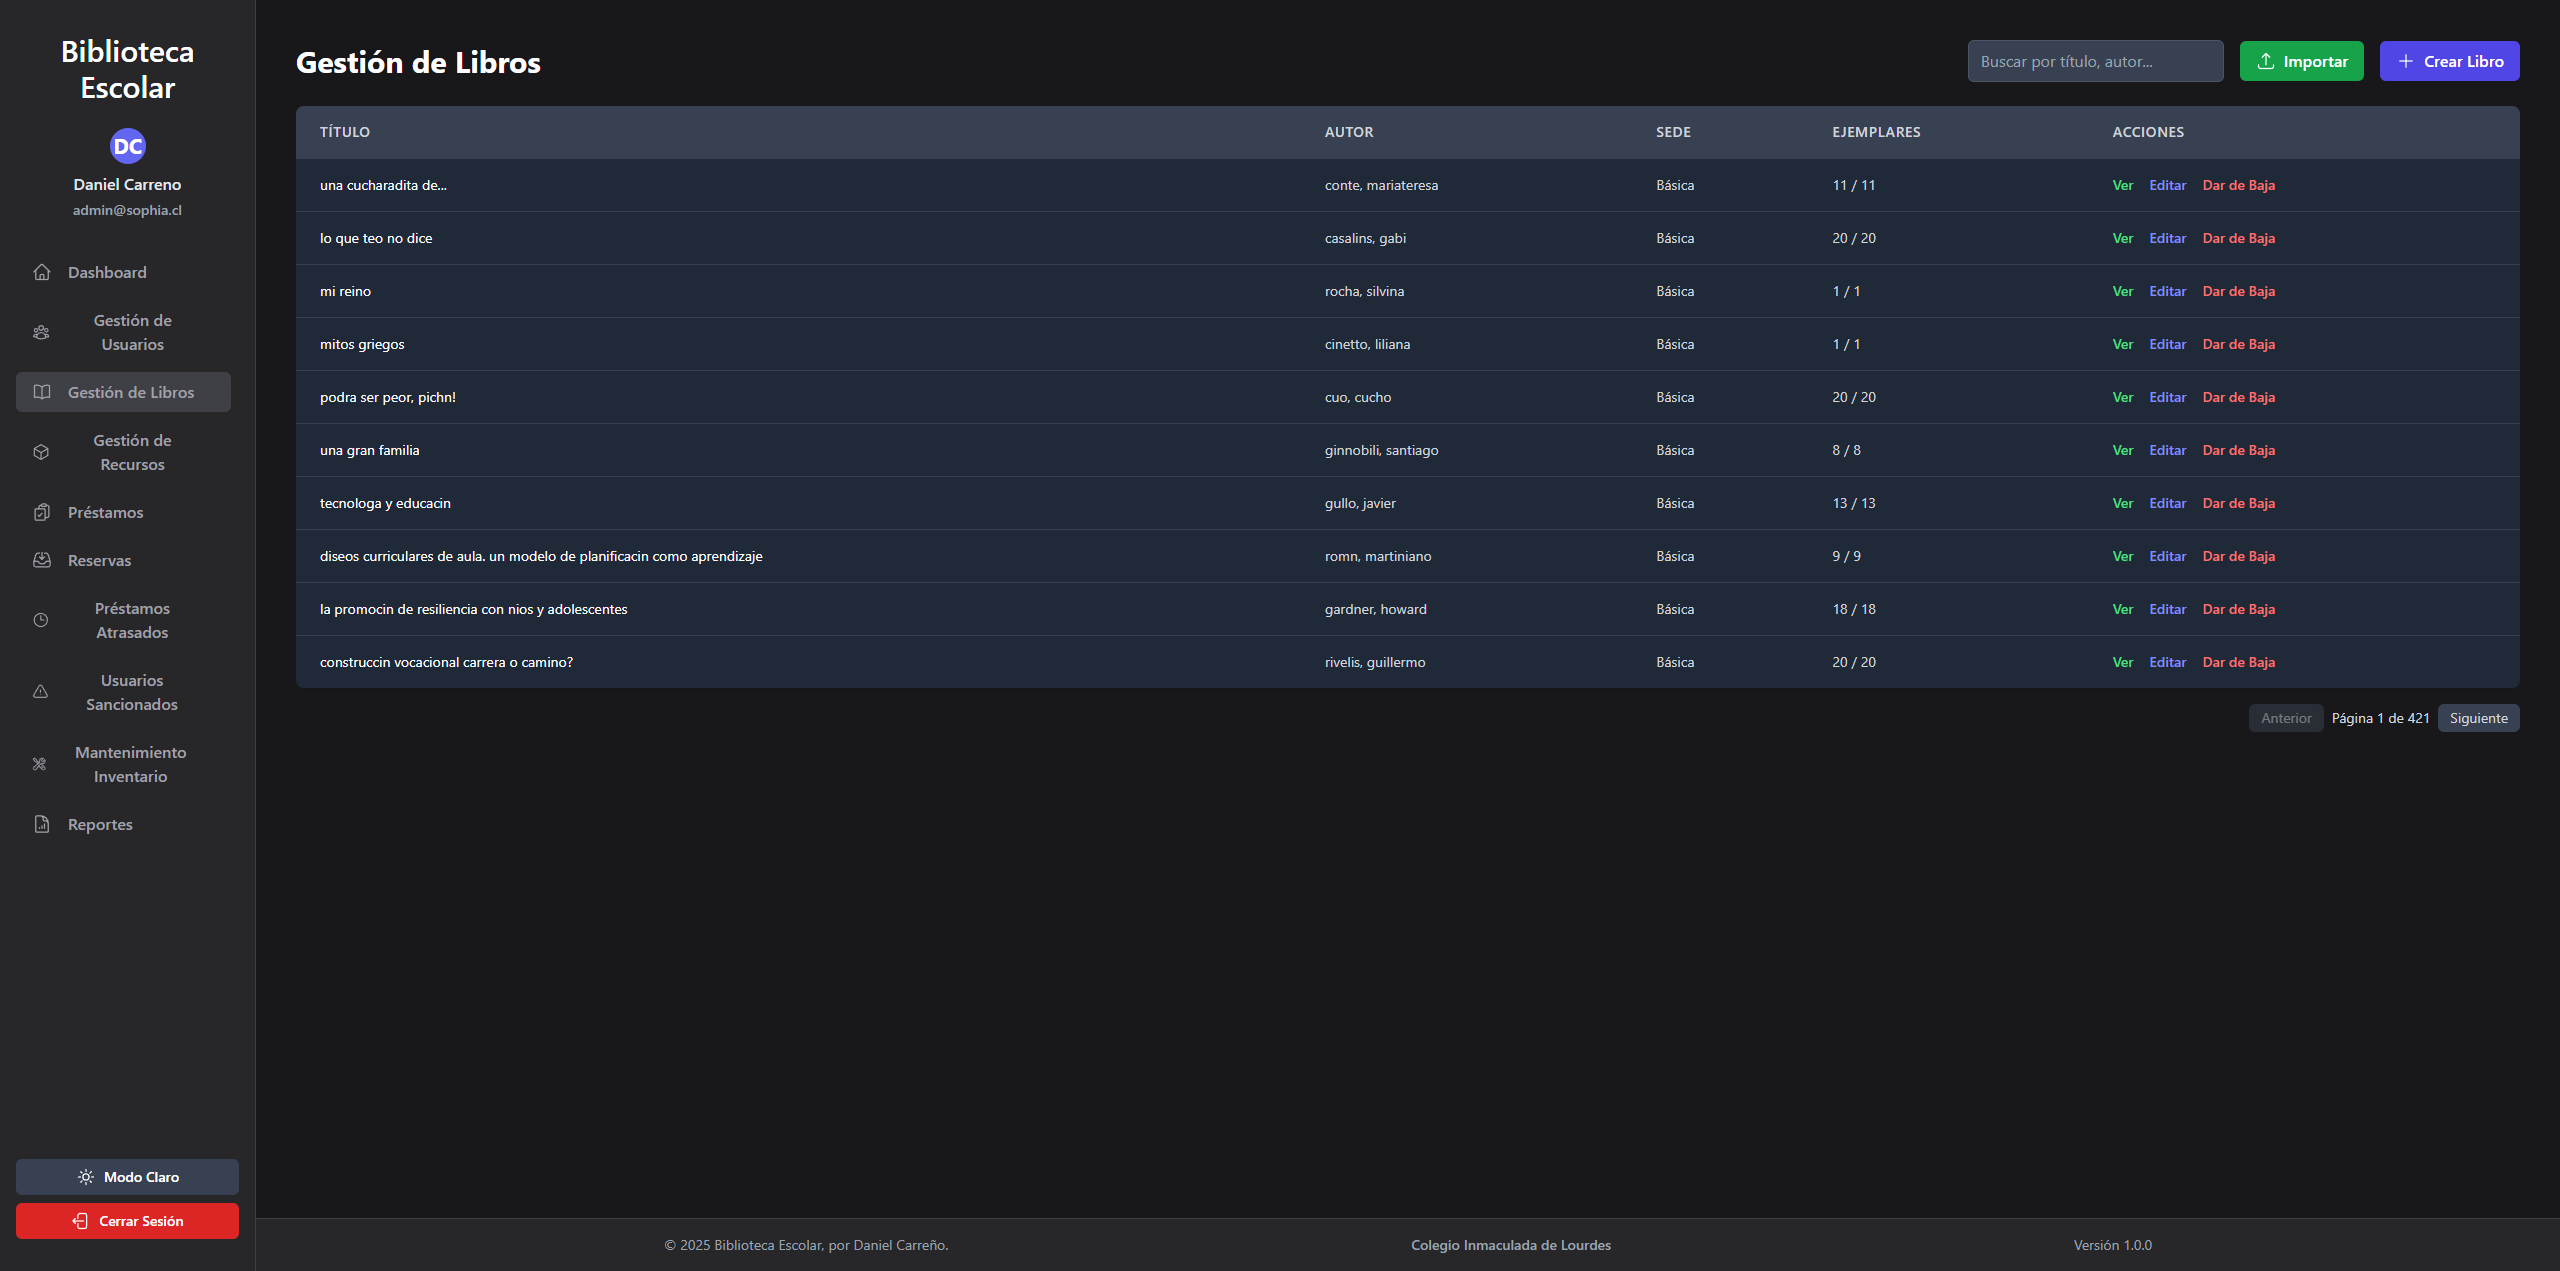 Biblioteca
Escolar
DC
Daniel Carreno
admin@sophia.cl
Dashboard
Gestión de
Usuarios
Gestión de Libros
Gestión de
Recursos
Préstamos
Reservas
Préstamos
Atrasados
Usuarios
Sancionados
Mantenimiento
Inventario
Reportes
Modo Claro
Cerrar Sesión
Gestión de Libros
Buscar por título, autor...
Importar
Crear Libro
TÍTULO AUTOR SEDE EJEMPLARES ACCIONES
una cucharadita de... conte, mariateresa Básica 11 / 11 Ver Editar Dar de Baja
lo que teo no dice casalins, gabi Básica 20 / 20 Ver Editar Dar de Baja
mi reino rocha, silvina Básica 1 / 1 Ver Editar Dar de Baja
mitos griegos cinetto, liliana Básica 1 / 1 Ver Editar Dar de Baja
podra ser peor, pichn! cuo, cucho Básica 20 / 20 Ver Editar Dar de Baja
una gran familia ginnobili, santiago Básica 8 / 8 Ver Editar Dar de Baja
tecnologa y educacin gullo, javier Básica 13 / 13 Ver Editar Dar de Baja
diseos curriculares de aula. un modelo de planificacin como aprendizaje romn, martiniano Básica 9 / 9 Ver Editar Dar de Baja
la promocin de resiliencia con nios y adolescentes gardner, howard Básica 18 / 18 Ver Editar Dar de Baja
construccin vocacional carrera o camino? rivelis, guillermo Básica 20 / 20 Ver Editar Dar de Baja
Anterior Página 1 de 421 Siguiente
© 2025 Biblioteca Escolar, por Daniel Carreño. Colegio Inmaculada de Lourdes Versión 1.0.0